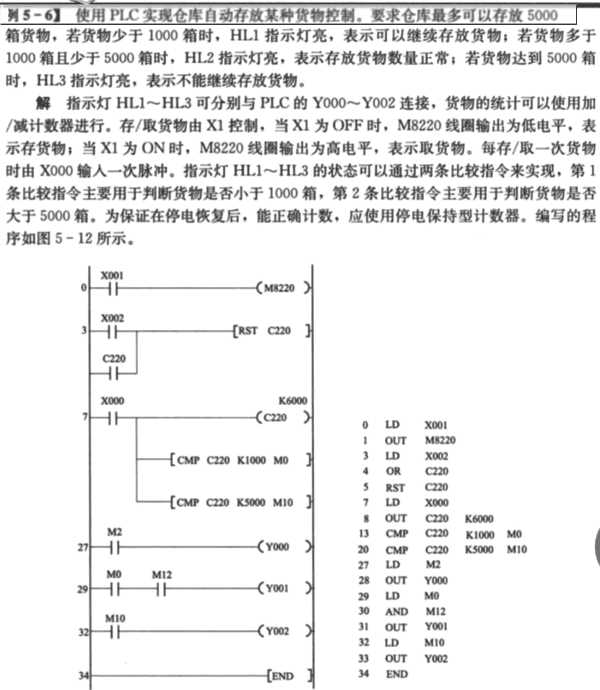 列5-6】 使用 PLC 实现仓库自动存放某种货物控制。要求仓库最多可以存放 5000
箱货物，若货物少于 1000 箱时，HL1 指示灯亮，表示可以继续存放货物；若货物多于
1000 箱且少于 5000 箱时，HL2 指示灯亮，表示存放货物数量正常；若货物达到 5000 箱
时，HL3 指示灯亮，表示不能继续存放货物。
解 指示灯 HL1～HL3 可分别与 PLC 的 Y000～Y002 连接，货物的统计可以使用加
/减计数器进行。存/取货物由 X1 控制，当 X1 为 OFF 时，M8220 线圈输出为低电平，表
示存货物；当 X1 为 ON 时，M8220 线圈输出为高电平，表示取货物。每存/取一次货物
时由 X000 输人一次脉冲。指示灯 HL1～HL3 的状态可以通过两条比较指令来实现，第 1
条比较指令主要用于判断货物是否小于 1000 箱，第 2 条比较指令主要用于判断货物是否
大于 5000 箱。为保证在停电恢复后，能正确计数，应使用停电保持型计数器。编写的程
序如图 5-12 所示。
X001
0 (M8220 )
X002
3 [RST C220 ]
C220
X000 K6000
7 (C220 )
[CMP C220 K1000 M0 ]
[CMP C220 K5000 M10 ]
M2
27 (Y000 )
M0 M12
29 (Y001 )
M10
32 (Y002 )
34 [END ]
0 LD X001
1 OUT M8220
3 LD X002
4 OR C220
5 RST C220
7 LD X000
8 OUT C220 K6000
13 CMP C220 K1000 M0
20 CMP C220 K5000 M10
27 LD M2
28 OUT Y000
29 LD M0
30 AND M12
31 OUT Y001
32 LD M10
33 OUT Y002
34 END